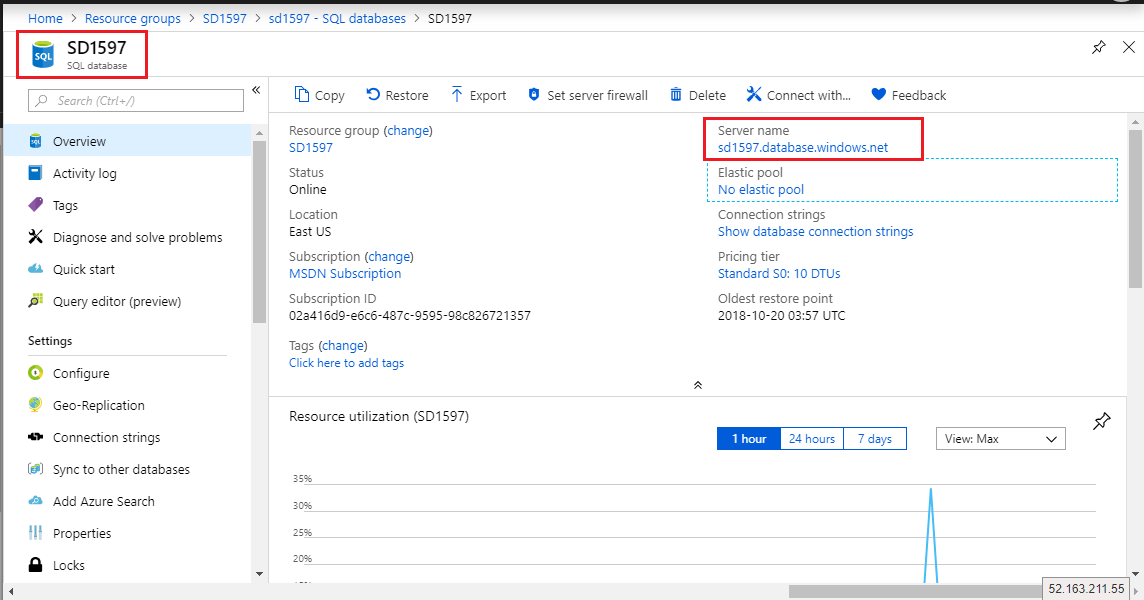 Home > Resource groups > SD1597 > sd1597 - SQL databases > SD1597
SQL
SD1597
SQL database
Search (Ctrl+/)
«
Overview
Activity log
Tags
Diagnose and solve problems
Quick start
Query editor (preview)
Settings
Configure
Geo-Replication
Connection strings
Sync to other databases
Add Azure Search
Properties
Locks
Copy
Restore
Export
Set server firewall
Delete
Connect with...
Feedback
Resource group (change)
SD1597
Status
Online
Location
East US
Subscription (change)
MSDN Subscription
Subscription ID
02a416d9-e6c6-487c-9595-98c826721357
Tags (change)
Click here to add tags
Server name
sd1597.database.windows.net
Elastic pool
No elastic pool
Connection strings
Show database connection strings
Pricing tier
Standard S0: 10 DTUs
Oldest restore point
2018-10-20 03:57 UTC
Resource utilization (SD1597)
1 hour
24 hours
7 days
View: Max
35%
30%
25%
20%
52.163.211.55